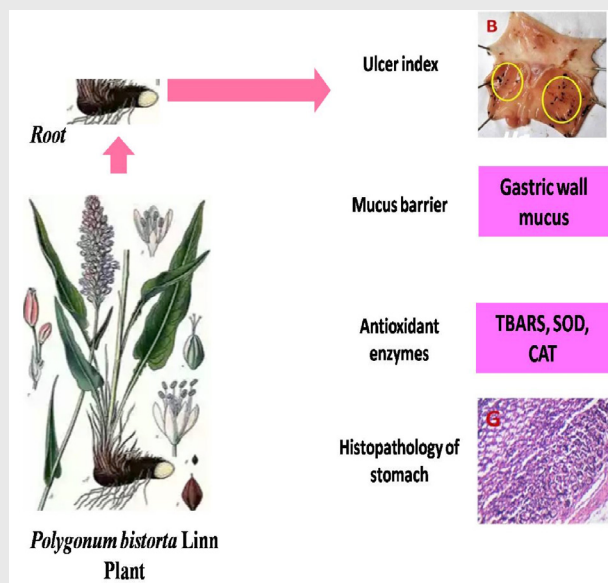 Root
Polygonum bistorta Linn
Plant
Ulcer index
B
Mucus barrier
Gastric wall
mucus
Antioxidant
enzymes
TBARS, SOD,
CAT
Histopathology of
stomach
G